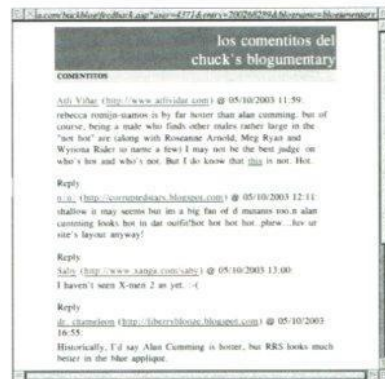 los comentitos del
chuck's blogumentary
COMENTITOS
Atli Viðar (http://www.atlividar.com) @ 05/10/2003 11:59:
rebecca romijn-stamos is by far hotter than alan cumming. but of
course, being a male who finds other males rather large in the
"not hot" are (along with Roseanne Arnold, Meg Ryan and
Wynona Rider to name a few) I may not be the best judge on
who's hot and who's not. But I do know that this is not. Hot.
Reply
(http://corruptedstars.blogspot.com) @ 05/10/2003 12:11:
shallow it may seems but im a big fan of d mutants too.n alan
cumming looks hot in dat outfit!hot hot hot hot. phew....luv ur
site's layout anyway!
Reply
Saby (http://www.xanga.com/saby) @ 05/10/2003 13:00:
I haven't seen X-men 2 as yet. :-(
Reply
dr. chameleon @ 05/10/2003
16:55:
Historically, I'd say Alan Cumming is hotter, but RRS looks much
better in the blue applique.